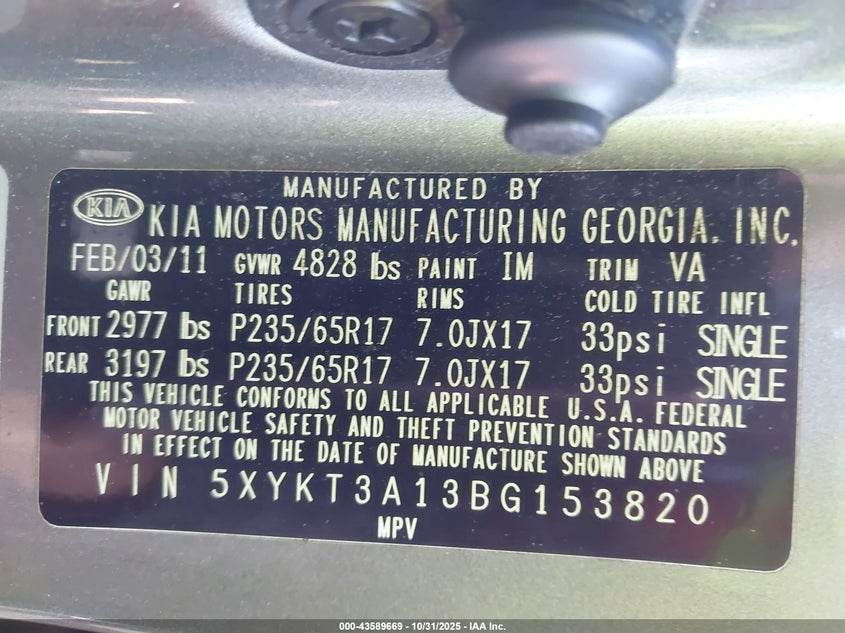 MANUFACTURED BY
KIA KIA MOTORS MANUFACTURING GEORGIA, INC.
FEB/03/11 GVWR 4828 lbs PAINT IM TRIM VA
GAWR TIRES RIMS COLD TIRE INFL
FRONT 2977 lbs P235/65R17 7.0JX17 33psi SINGLE
REAR 3197 lbs P235/65R17 7.0JX17 33psi SINGLE
THIS VEHICLE CONFORMS TO ALL APPLICABLE U.S.A. FEDERAL
MOTOR VEHICLE SAFETY AND THEFT PREVENTION STANDARDS
IN EFFECT ON THE DATE OF MANUFACTURE SHOWN ABOVE
VIN 5XYKT3A13BG153820
MPV
000-43589669 | 10/31/2025 - IAA Inc.